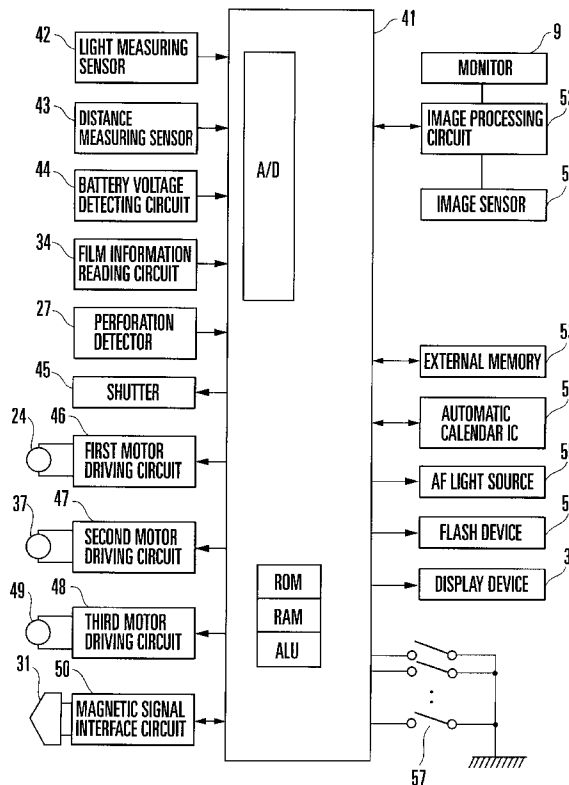 42
LIGHT MEASURING
SENSOR
43
DISTANCE
MEASURING SENSOR
44
BATTERY VOLTAGE
DETECTING CIRCUIT
34
FILM INFORMATION
READING CIRCUIT
27
PERFORATION
DETECTOR
45
SHUTTER
24
46
FIRST MOTOR
DRIVING CIRCUIT
37
47
SECOND MOTOR
DRIVING CIRCUIT
49
48
THIRD MOTOR
DRIVING CIRCUIT
31
50
MAGNETIC SIGNAL
INTERFACE CIRCUIT
41
A/D
ROM
RAM
ALU
9
MONITOR
IMAGE PROCESSING
CIRCUIT
IMAGE SENSOR
EXTERNAL MEMORY
AUTOMATIC
CALENDAR IC
AF LIGHT SOURCE
FLASH DEVICE
DISPLAY DEVICE
57